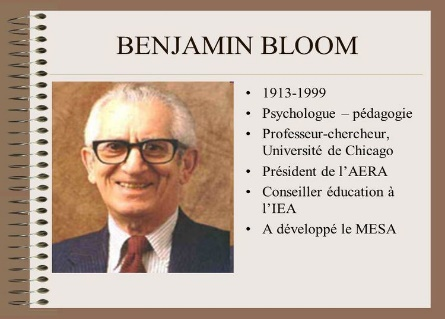 BENJAMIN BLOOM
• 1913-1999
• Psychologue – pédagogie
• Professeur-chercheur,
Université de Chicago
• Président de l'AERA
• Conseiller éducation à
l'IEA
• A développé le MESA